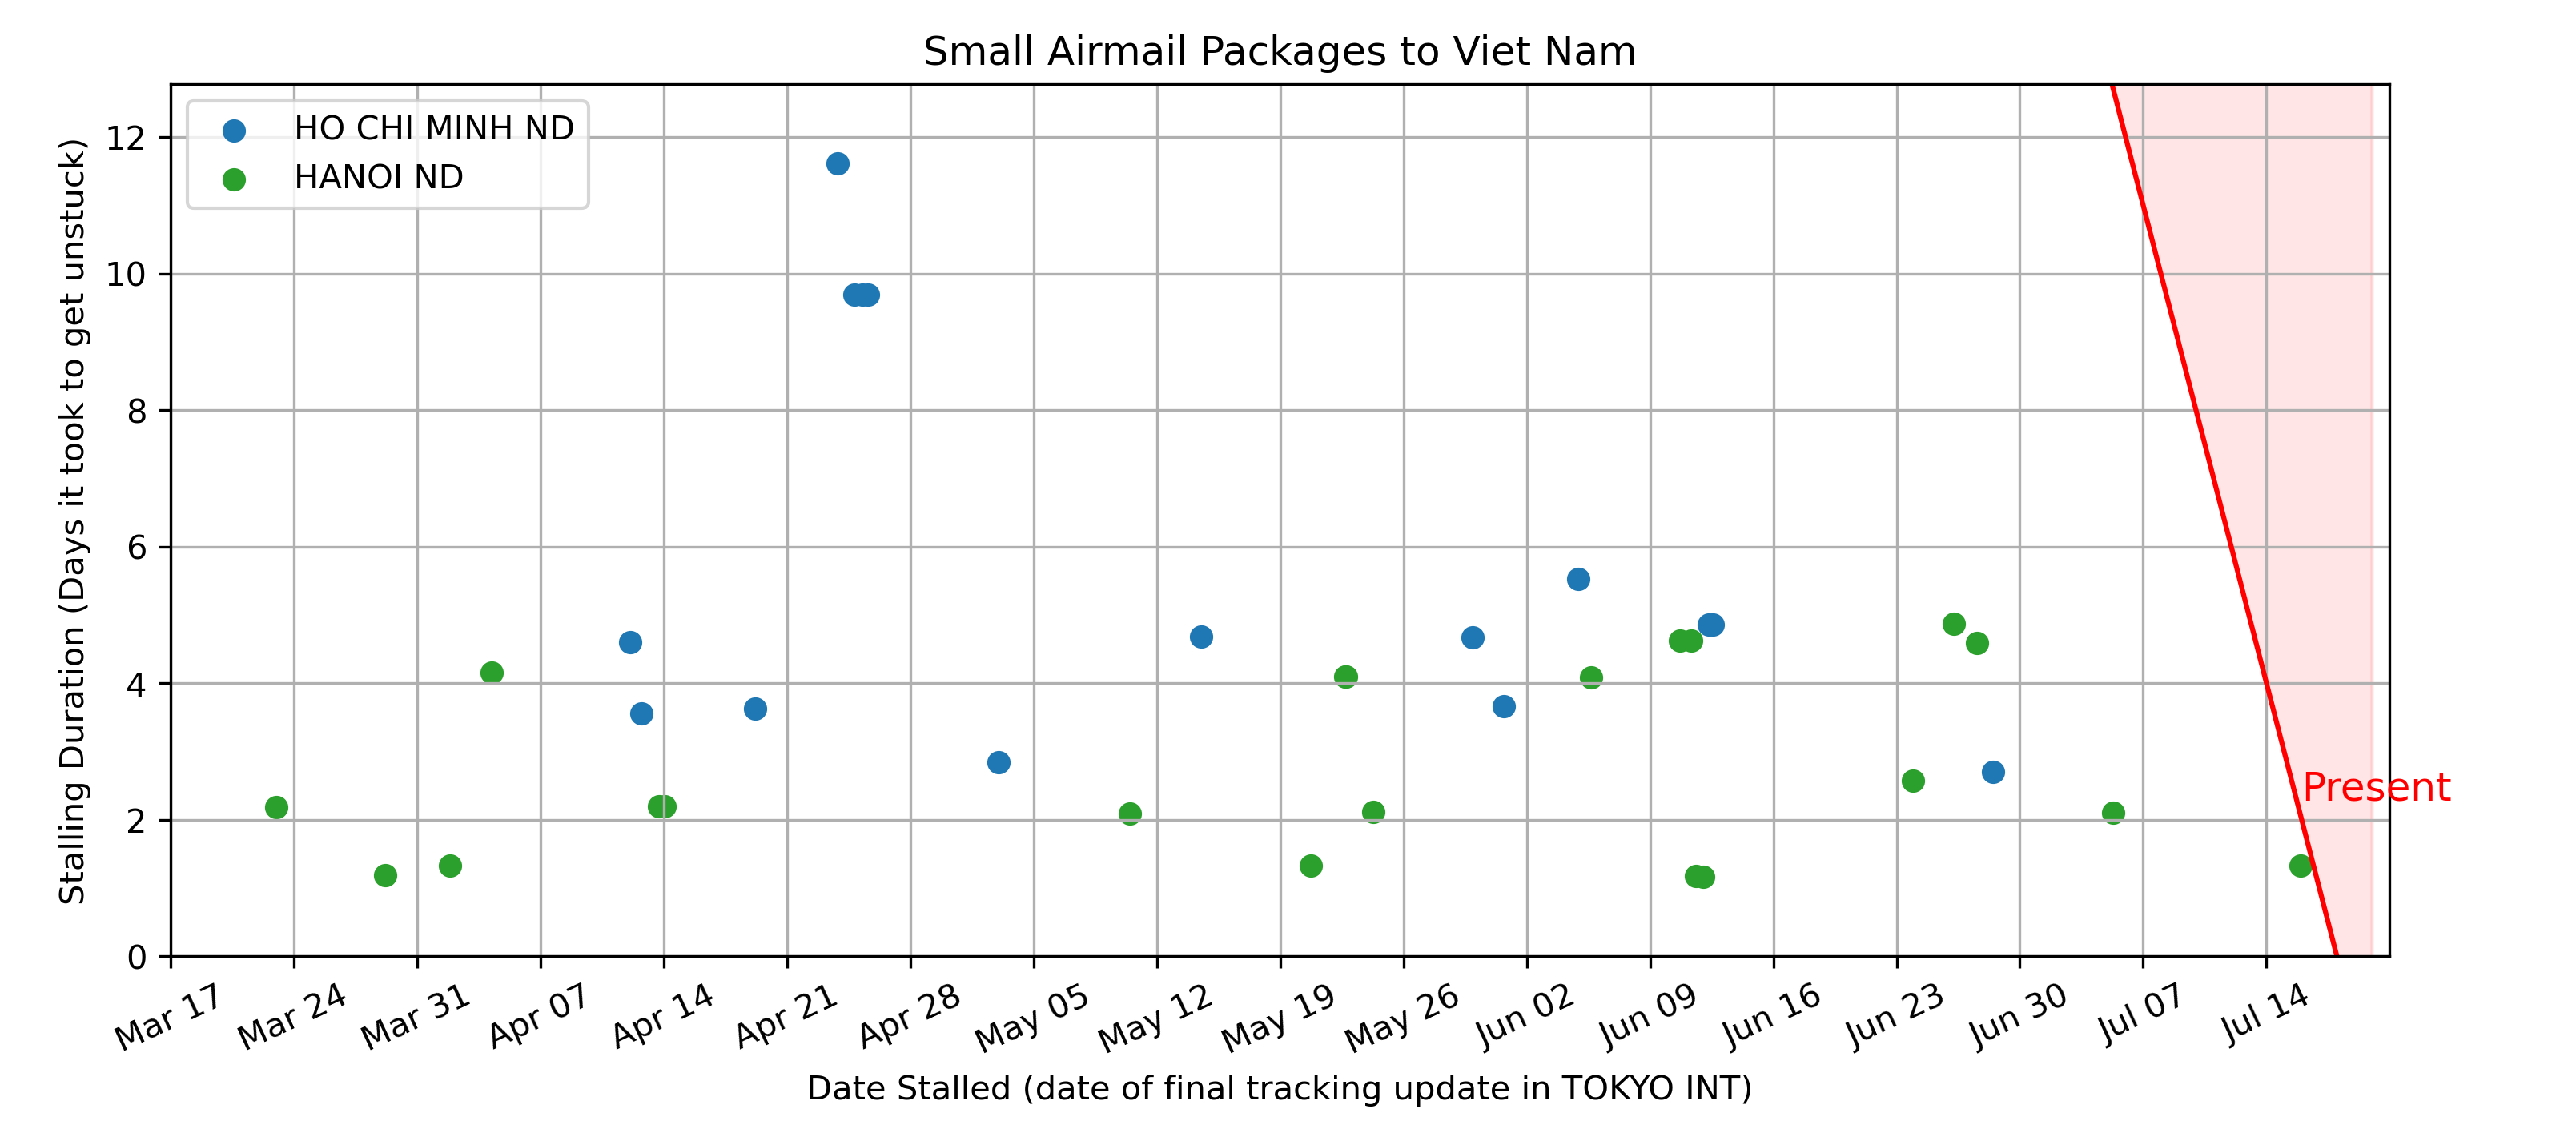 Small Airmail Packages to Viet Nam
HO CHI MINH ND
HANOI ND
Stalling Duration (Days it took to get unstuck)
12
10
8
6
4
2
0
Present
Mar 17
Mar 24
Mar 31
Apr 07
Apr 14
Apr 21
Apr 28
May 05
May 12
May 19
May 26
Jun 02
Jun 09
Jun 16
Jun 23
Jun 30
Jul 07
Jul 14
Date Stalled (date of final tracking update in TOKYO INT)